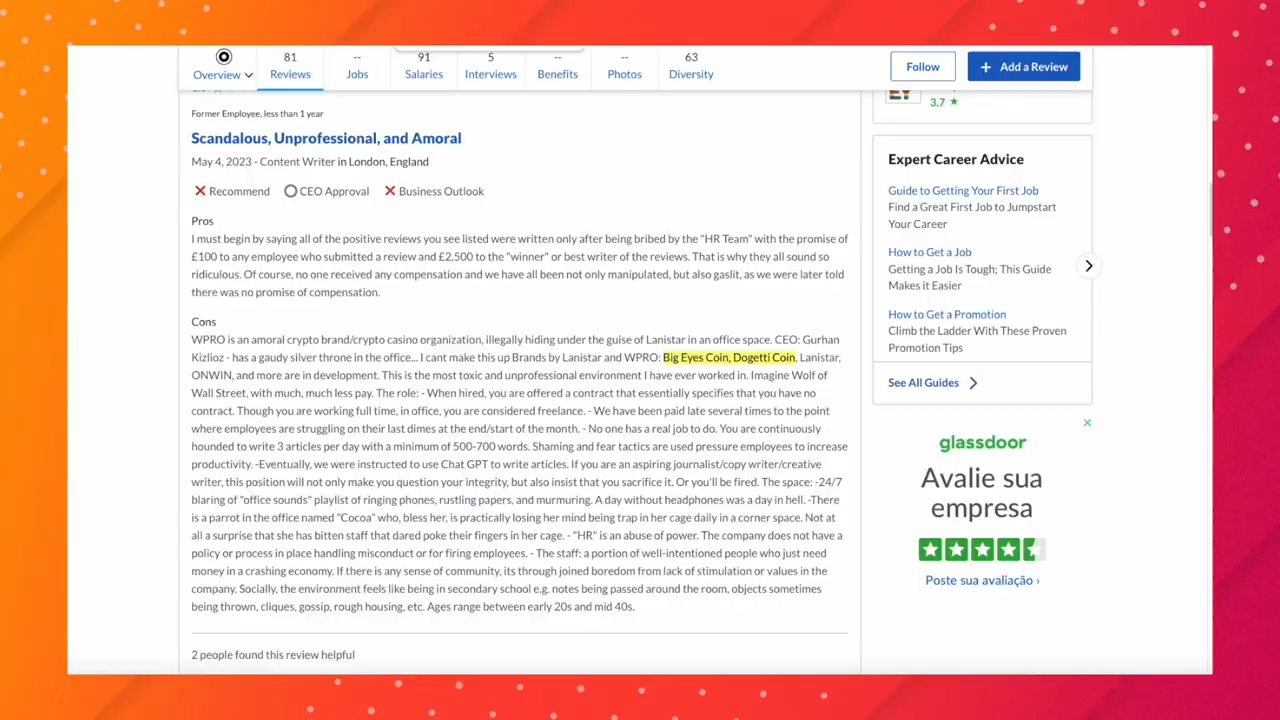 81 -- 91 5 -- -- 63
Overview Reviews Jobs Salaries Interviews Benefits Photos Diversity
Follow
+ Add a Review
Former Employee, less than 1 year
Scandalous, Unprofessional, and Amoral
May 4, 2023 - Content Writer in London, England
Recommend CEO Approval Business Outlook
Pros
I must begin by saying all of the positive reviews you see listed were written only after being bribed by the "HR Team" with the promise of
£100 to any employee who submitted a review and £2,500 to the "winner" or best writer of the reviews. That is why they all sound so
ridiculous. Of course, no one received any compensation and we have all been not only manipulated, but also gaslit, as we were later told
there was no promise of compensation.
Cons
WPRO is an amoral crypto brand/crypto casino organization, illegally hiding under the guise of Lanistar in an office space. CEO: Gurhan
Kizlioz - has a gaudy silver throne in the office... I cant make this up Brands by Lanistar and WPRO: Big Eyes Coin, Dogetti Coin, Lanistar,
ONWIN, and more are in development. This is the most toxic and unprofessional environment I have ever worked in. Imagine Wolf of
Wall Street, with much, much less pay. The role: - When hired, you are offered a contract that essentially specifies that you have no
contract. Though you are working full time, in office, you are considered freelance. - We have been paid late several times to the point
where employees are struggling on their last dimes at the end/start of the month. - No one has a real job to do. You are continuously
hounded to write 3 articles per day with a minimum of 500-700 words. Shaming and fear tactics are used pressure employees to increase
productivity. -Eventually, we were instructed to use Chat GPT to write articles. If you are an aspiring journalist/copy writer/creative
writer, this position will not only make you question your integrity, but also insist that you sacrifice it. Or you'll be fired. The space: -24/7
blaring of "office sounds" playlist of ringing phones, rustling papers, and murmuring. A day without headphones was a day in hell. -There
is a parrot in the office named "Cocoa" who, bless her, is practically losing her mind being trap in her cage daily in a corner space. Not at
all a surprise that she has bitten staff that dared poke their fingers in her cage. - "HR" is an abuse of power. The company does not have a
policy or process in place handling misconduct or for firing employees. - The staff: a portion of well-intentioned people who just need
money in a crashing economy. If there is any sense of community, its through joined boredom from lack of stimulation or values in the
company. Socially, the environment feels like being in secondary school e.g. notes being passed around the room, objects sometimes
being thrown, cliques, gossip, rough housing, etc. Ages range between early 20s and mid 40s.
2 people found this review helpful
3.7 ★
Expert Career Advice
Guide to Getting Your First Job
Find a Great First Job to Jumpstart
Your Career
How to Get a Job
Getting a Job Is Tough; This Guide
Makes it Easier
How to Get a Promotion
Climb the Ladder With These Proven
Promotion Tips
See All Guides
glassdoor
Avalie sua
empresa
Poste sua avaliação ›